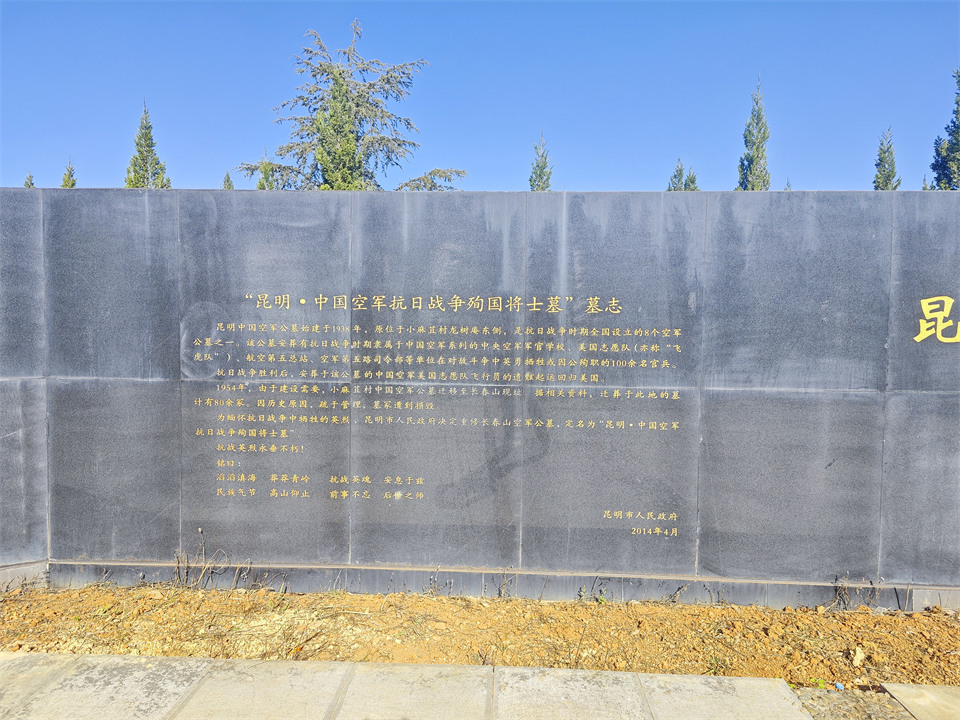 “昆明·中国空军抗日战争殉国将士墓”墓志
昆明中国空军公墓始建于1938年，原位于小麻苴村龙树庵东侧，是抗日战争时期全国设立的8个空军
公墓之一。该公墓安葬有抗日战争时期隶属于中国空军系列的中央空军军官学校、美国志愿队（亦称“飞
虎队”）、航空第五总站、空军第五路司令部等单位在对敌斗争中英勇牺牲或因公殉职的100余名官兵。
抗日战争胜利后，安葬于该公墓的中国空军美国志愿队飞行员的遗骸起运回归美国。
1954年，由于建设需要，小麻苴村中国空军公墓迁移至长春山现址，据相关资料，迁葬于此地的墓
计有80余冢。因历史原因，疏于管理，墓冢遭到损毁。
为缅怀抗日战争中牺牲的英烈，昆明市人民政府决定重修长春山空军公墓，定名为“昆明·中国空军
抗日战争殉国将士墓”
抗战英烈永垂不朽！
铭曰：
滔滔滇海 莽莽青岭 抗战英魂 安息于兹
民族气节 高山仰止 前事不忘 后事之师
昆明市人民政府
2014年4月
昆